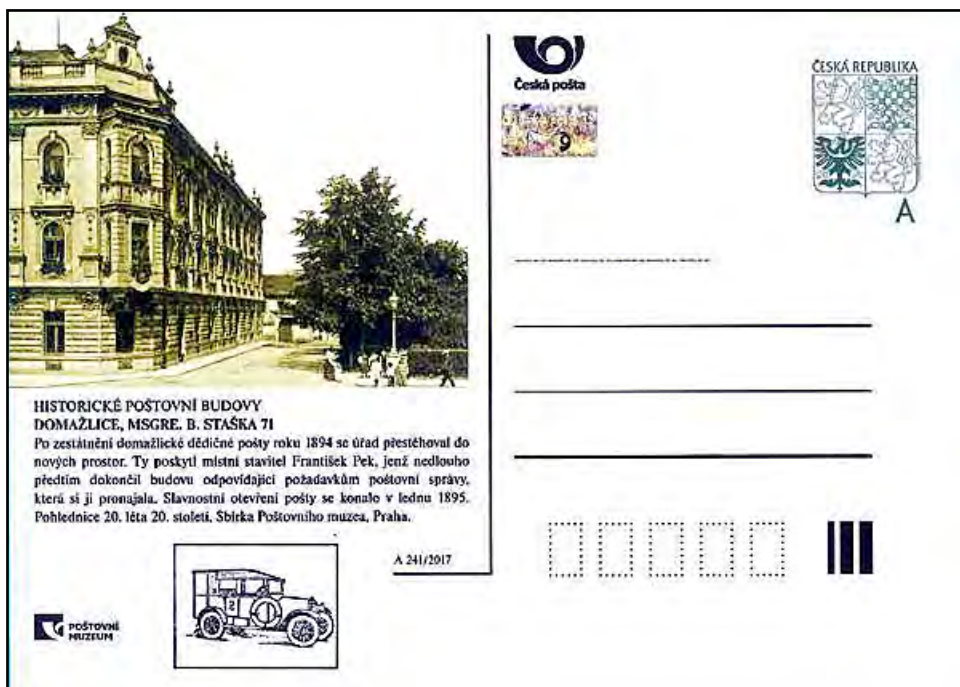 HISTORICKÉ POŠTOVNÍ BUDOVY
DOMAŽLICE, MSGRE. B. STAŠKA 71
Po zestátnění domažlické dědičné pošty roku 1894 se úřad přestěhoval do
nových prostor. Ty poskytl místní stavitel František Pek, jenž nedlouho
předtím dokončil budovu odpovídající požadavkům poštovní správy,
která si ji pronajala. Slavnostní otevření pošty se konalo v lednu 1895.
Pohlednice 20. léta 20. století, Sbírka Poštovního muzea, Praha.
A 241/2017
POŠTOVNÍ
MUZEUM
2
Česká pošta
9
ČESKÁ REPUBLIKA
A